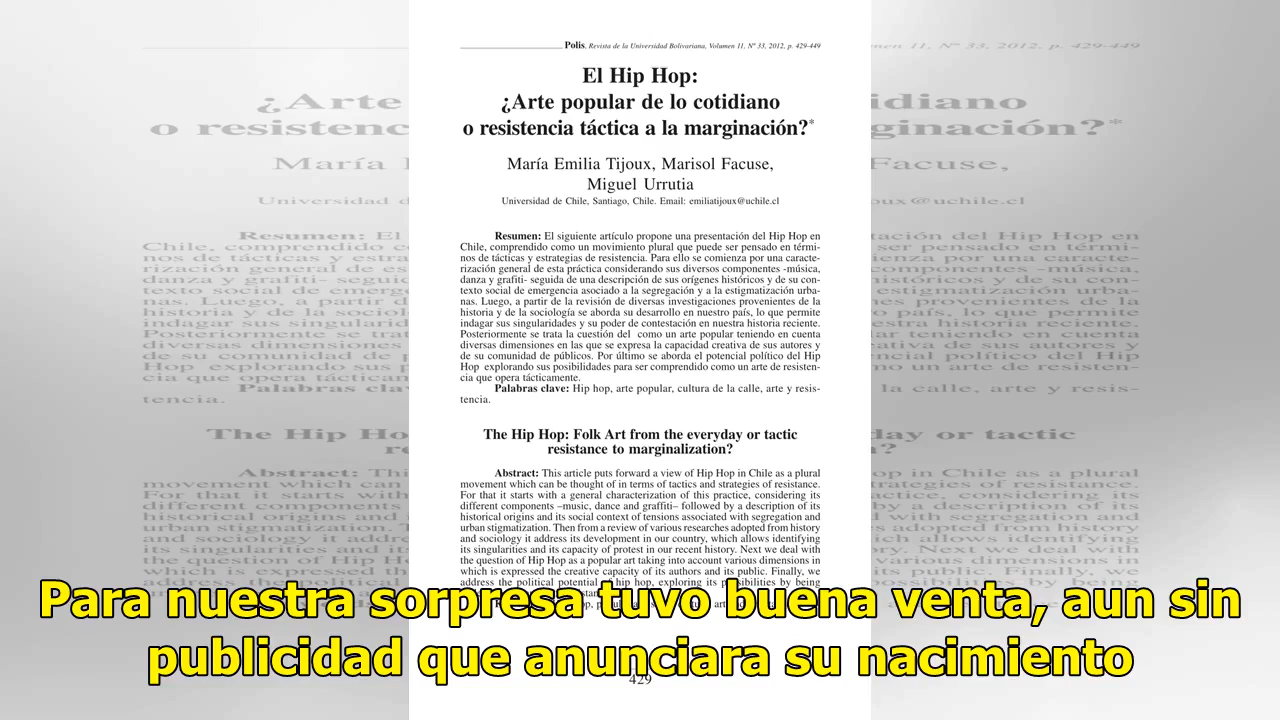 Polis, Revista de la Universidad Bolivariana, Volumen 11, Nº 33, 2012, p. 429-449
El Hip Hop:
¿Arte popular de lo cotidiano
o resistencia táctica a la marginación?*
María Emilia Tijoux, Marisol Facuse,
Miguel Urrutia
Universidad de Chile, Santiago, Chile. Email: emiliatijoux@uchile.cl
Resumen: El siguiente artículo propone una presentación del Hip Hop en
Chile, comprendido como un movimiento plural que puede ser pensado en térmi-
nos de tácticas y estrategias de resistencia. Para ello se comienza por una caracte-
rización general de esta práctica considerando sus diversos componentes -música,
danza y grafiti- seguida de una descripción de sus orígenes históricos y de su con-
texto social de emergencia asociado a la segregación y a la estigmatización urba-
nas. Luego, a partir de la revisión de diversas investigaciones provenientes de la
historia y de la sociología se aborda su desarrollo en nuestro país, lo que permite
indagar sus singularidades y su poder de contestación en nuestra historia reciente.
Posteriormente se trata la cuestión del como un arte popular teniendo en cuenta
diversas dimensiones en las que se expresa la capacidad creativa de sus autores y
de su comunidad de públicos. Por último se aborda el potencial político del Hip
Hop explorando sus posibilidades para ser comprendido como un arte de resisten-
cia que opera tácticamente.
Palabras clave: Hip hop, arte popular, cultura de la calle, arte y resis-
tencia.
The Hip Hop: Folk Art from the everyday or tactic
resistance to marginalization?
Abstract: This article puts forward a view of Hip Hop in Chile as a plural
movement which can be thought of in terms of tactics and strategies of resistance.
For that it starts with a general characterization of this practice, considering its
different components –music, dance and graffiti– followed by a description of its
historical origins and its social context of tensions associated with segregation and
urban stigmatization. Then from a review of various researches adopted from history
and sociology it address its development in our country, which allows identifying
its singularities and its capacity of protest in our recent history. Next we deal with
the question of Hip Hop as a popular art taking into account various dimensions in
which is expressed the creative capacity of its authors and its public. Finally, we
address the political potential hip hop, exploring its possibilities by being
Para nuestra sorpresa tuvo buena venta, aun sin
publicidad que anunciara su nacimiento
429